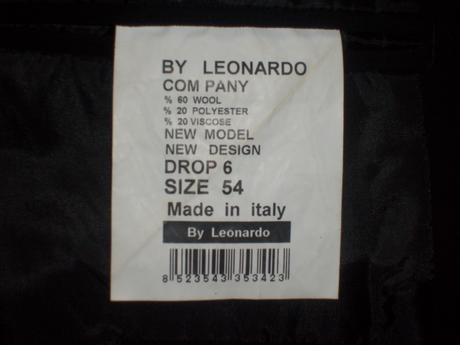 BY LEONARDO
COM PANY
% 60 WOOL
% 20 POLYESTER
% 20 VISCOSE
NEW MODEL
NEW DESIGN
DROP 6
SIZE 54
Made in italy
By Leonardo
8 523543 353423